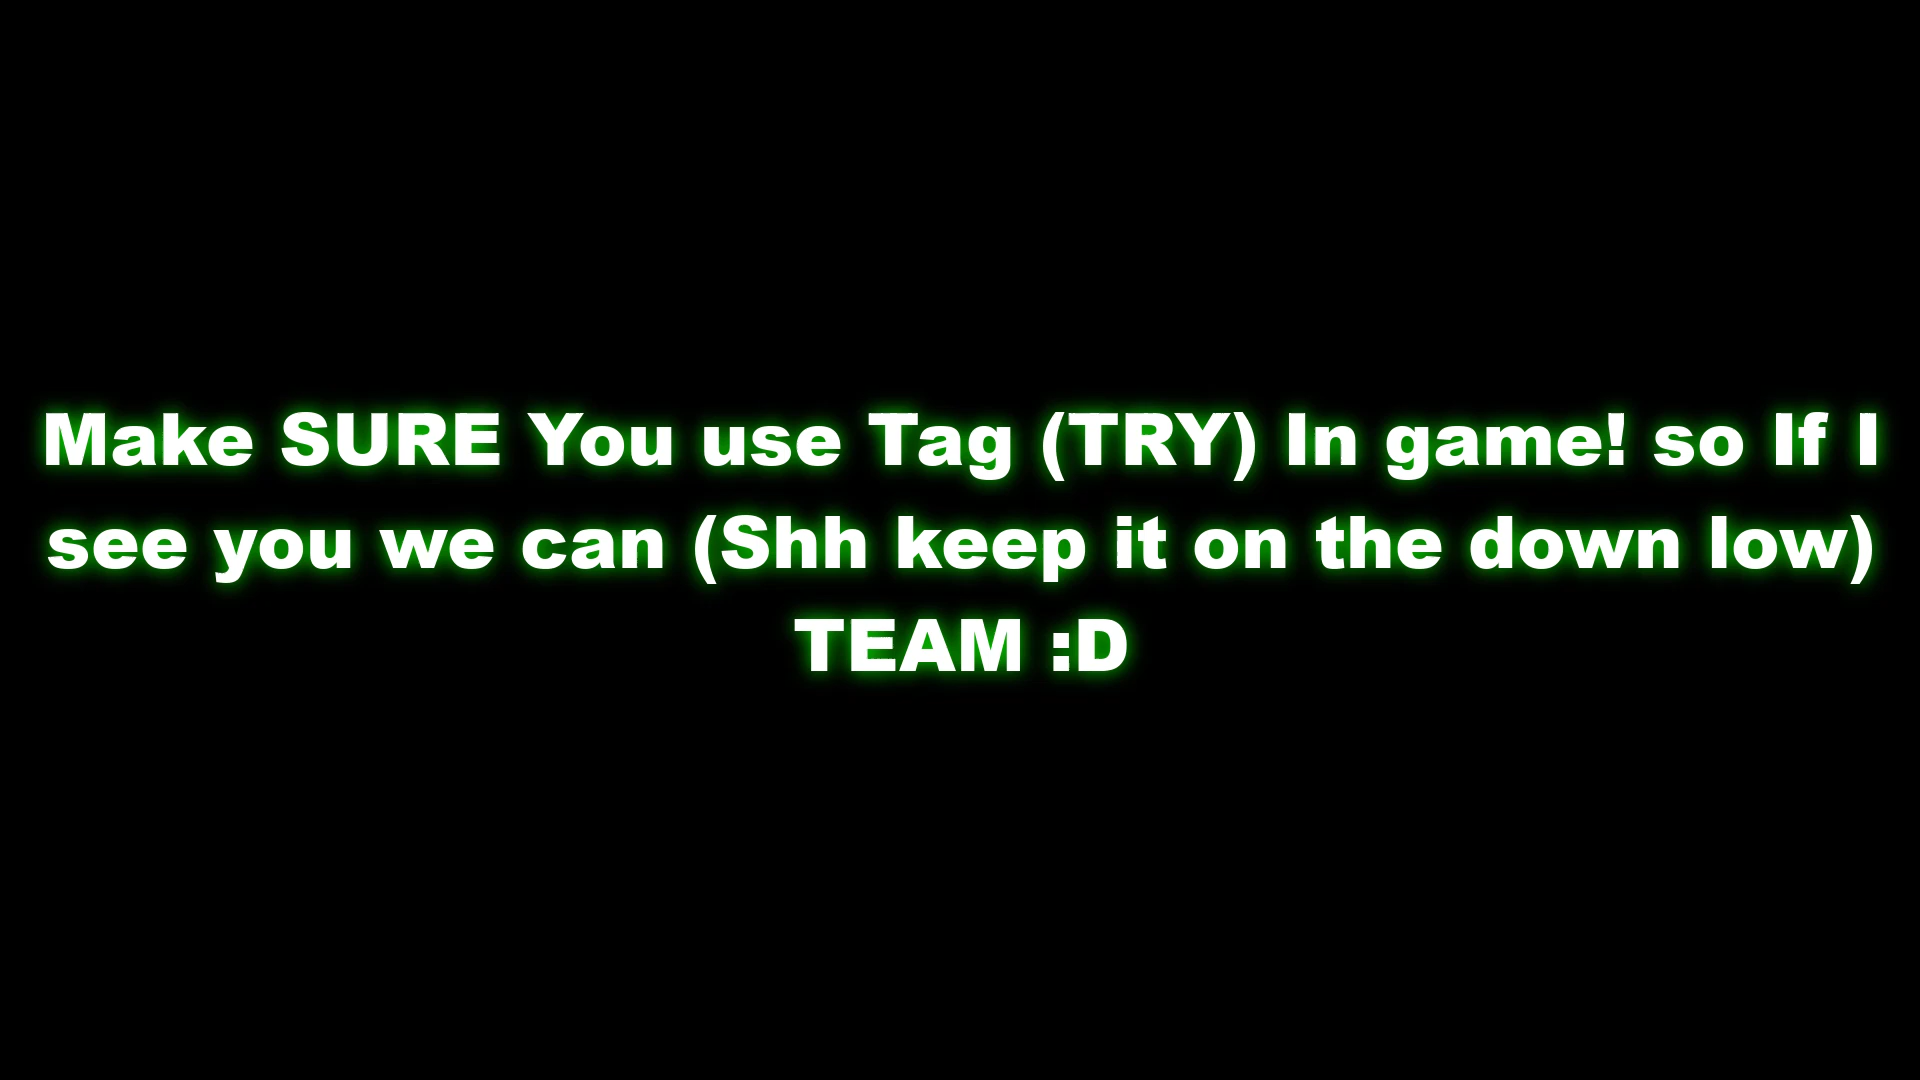 Make SURE You use Tag (TRY) In game! so If I
see you we can (Shh keep it on the down low)
TEAM :D